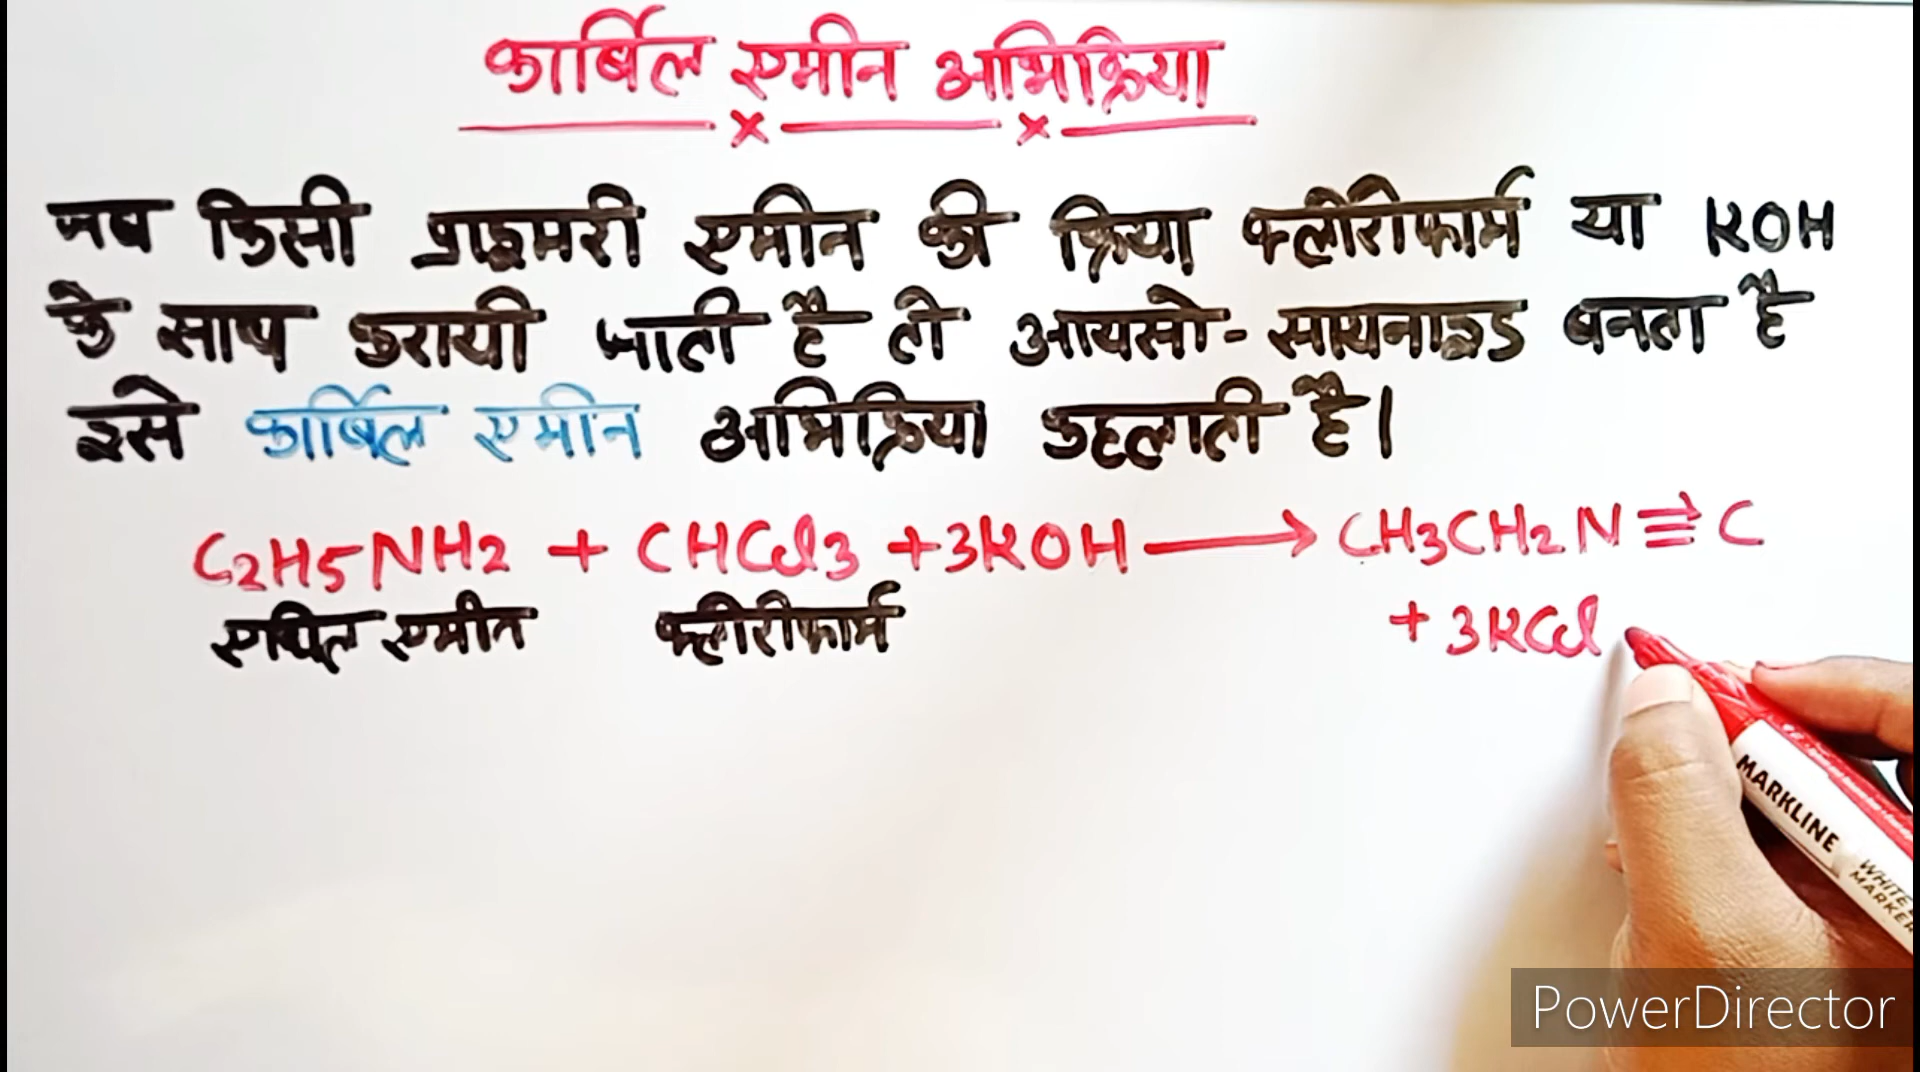 कार्बिल एमीन अभिक्रिया
जब किसी प्राइमरी एमीन की क्रिया क्लोरोफार्म या KOH
के साथ करायी जाती है तो आयसो-सायनाइड बनता है
इसे कार्बिल एमीन अभिक्रिया कहलाती है।
C2H5NH2 + CHCl3 +3KOH ⟶ CH3CH2N≡C
एथिल एमीन क्लोरोफार्म + 3KCl
MARKLINE
WHITE
MARKER
PowerDirector